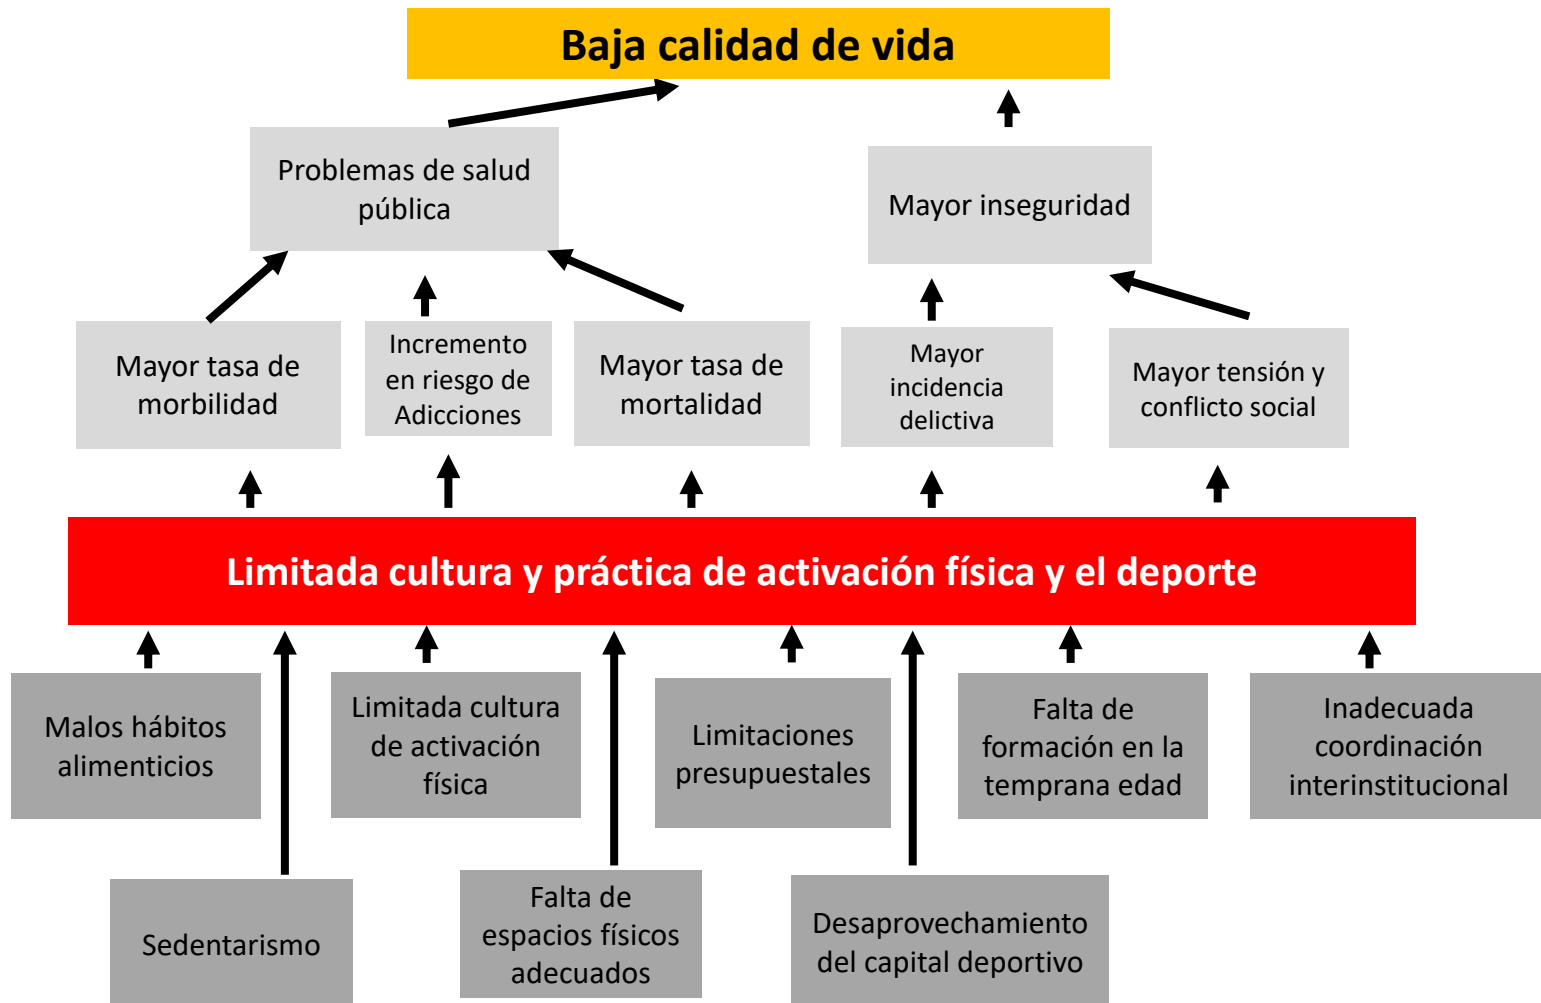 Baja calidad de vida
Problemas de salud
pública
Mayor inseguridad
Mayor tasa de
morbilidad
Incremento
en riesgo de
Adicciones
Mayor tasa de
mortalidad
Mayor
incidencia
delictiva
Mayor tensión y
conflicto social
Limitada cultura y práctica de activación física y el deporte
Malos hábitos
alimenticios
Limitada cultura
de activación
física
Limitaciones
presupuestales
Falta de
formación en la
temprana edad
Inadecuada
coordinación
interinstitucional
Sedentarismo
Falta de
espacios físicos
adecuados
Desaprovechamiento
del capital deportivo